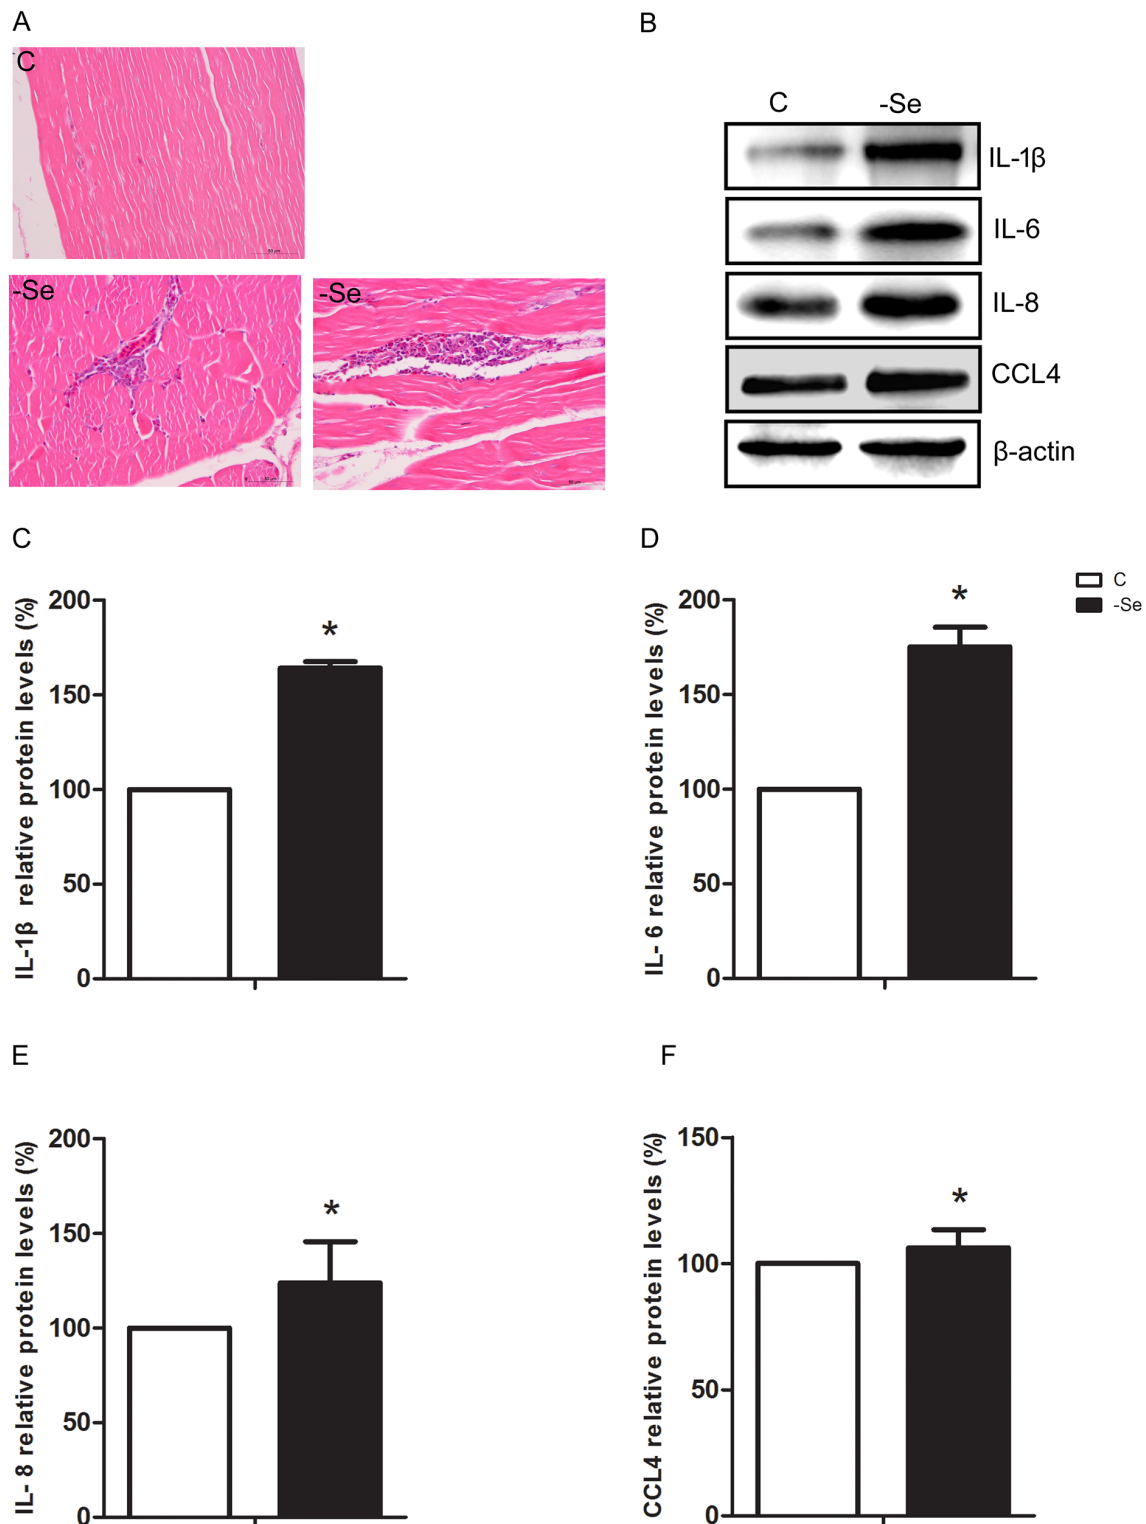 A
B
C
-Se
-Se
C -Se
IL-1β
IL-6
IL-8
CCL4
β-actin
C
IL-1β relative protein levels (%)
200
150
100
50
0
*
D
IL- 6 relative protein levels (%)
200
150
100
50
0
*
C
-Se
E
IL- 8 relative protein levels (%)
200
150
100
50
0
*
F
CCL4 relative protein levels (%)
150
100
50
0
*